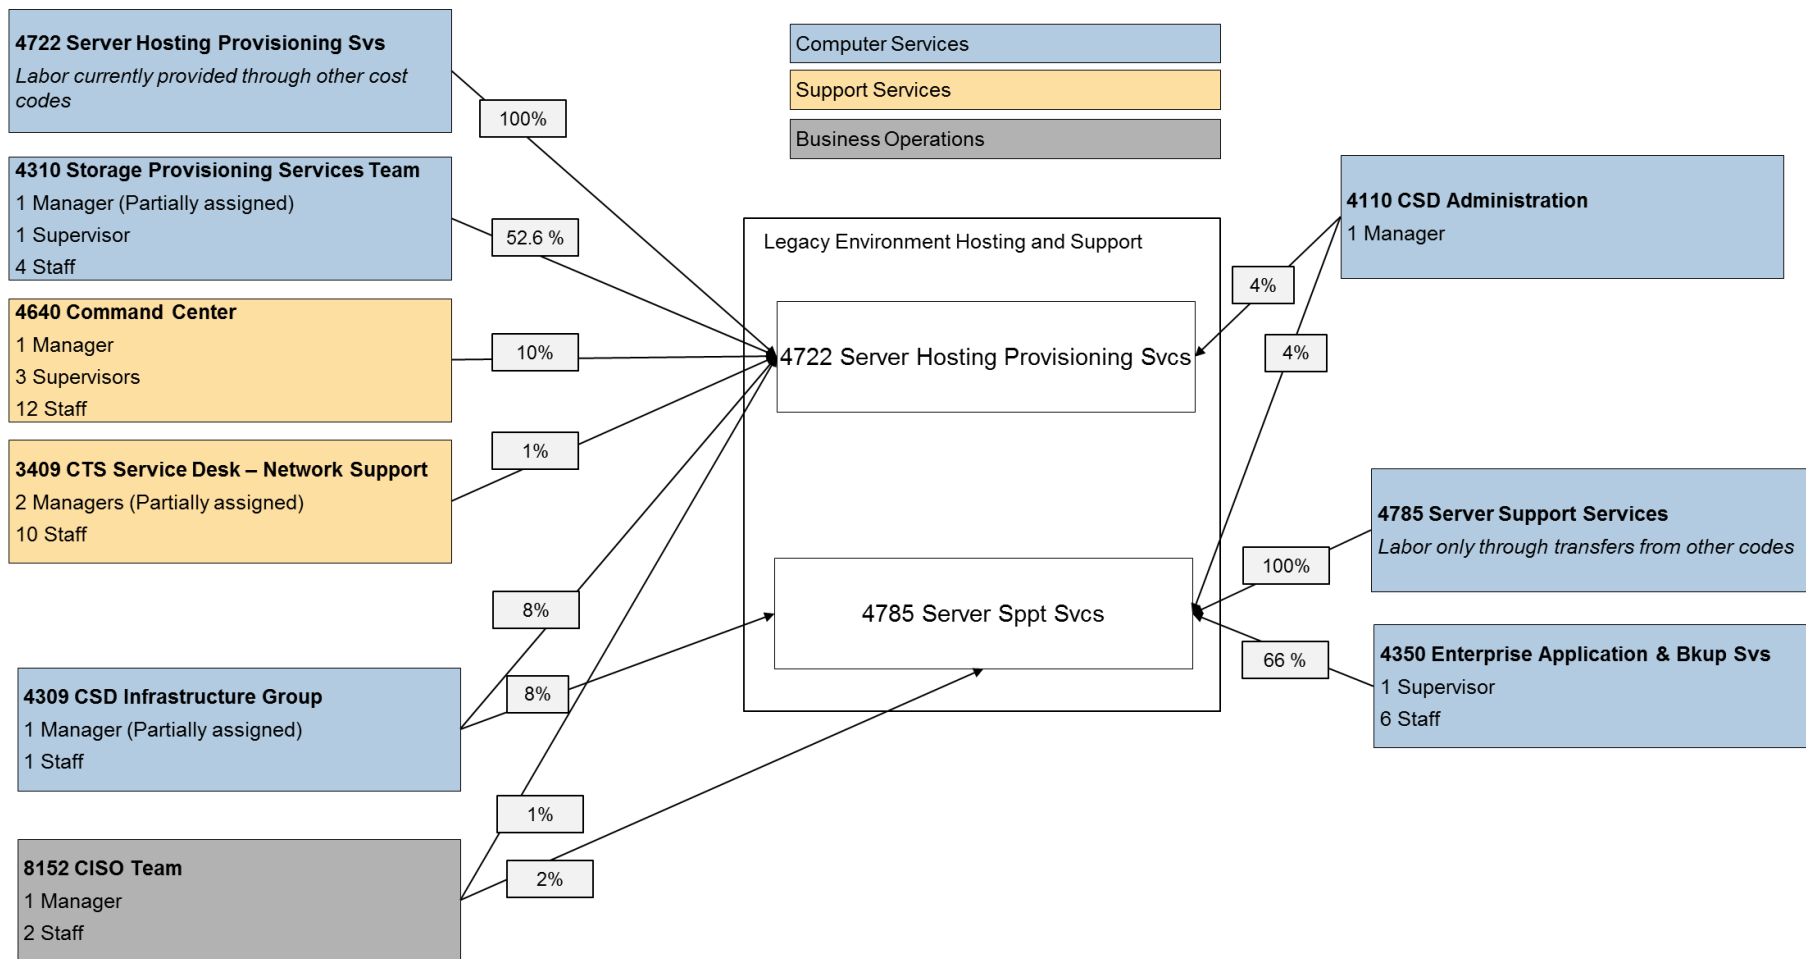 4722 Server Hosting Provisioning Svs
Labor currently provided through other cost
codes
4310 Storage Provisioning Services Team
1 Manager (Partially assigned)
1 Supervisor
4 Staff
4640 Command Center
1 Manager
3 Supervisors
12 Staff
3409 CTS Service Desk – Network Support
2 Managers (Partially assigned)
10 Staff
4309 CSD Infrastructure Group
1 Manager (Partially assigned)
1 Staff
8152 CISO Team
1 Manager
2 Staff
100%
52.6 %
10%
1%
8%
8%
1%
2%
Computer Services
Support Services
Business Operations
Legacy Environment Hosting and Support
4722 Server Hosting Provisioning Svcs
4785 Server Sppt Svcs
4%
4%
100%
66 %
4110 CSD Administration
1 Manager
4785 Server Support Services
Labor only through transfers from other codes
4350 Enterprise Application & Bkup Svs
1 Supervisor
6 Staff